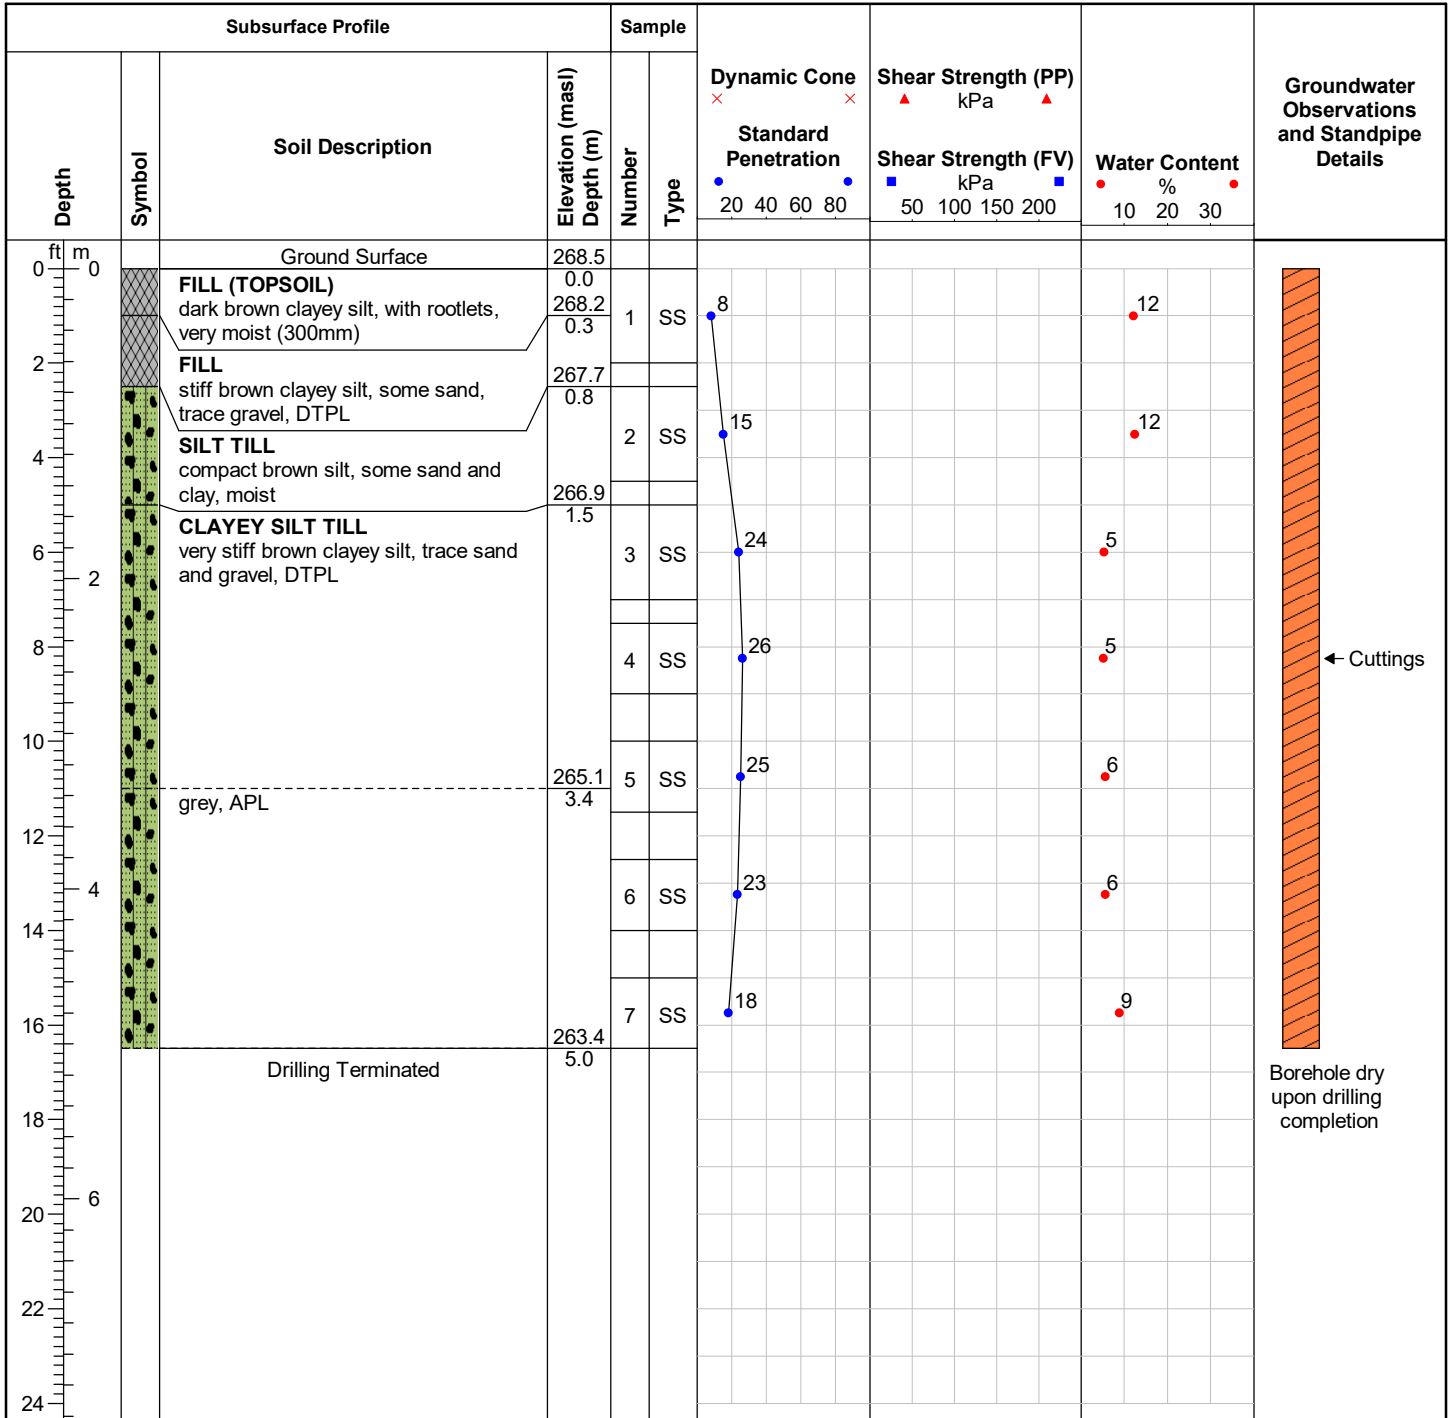 Subsurface Profile
Sample
Depth
Symbol
Soil Description
Elevation (masl)
Depth (m)
Number
Type
Dynamic Cone
Standard
Penetration
20 40 60 80
Shear Strength (PP)
kPa
Shear Strength (FV)
kPa
50 100 150 200
Water Content
%
10 20 30
Groundwater
Observations
and Standpipe
Details
ft m
Ground Surface
268.5
0 0
0.0
FILL (TOPSOIL)
dark brown clayey silt, with rootlets,
very moist (300mm)
268.2
0.3
1 SS
8
12
2
FILL
stiff brown clayey silt, some sand,
trace gravel, DTPL
267.7
0.8
2 SS
15
12
4
SILT TILL
compact brown silt, some sand and
clay, moist
266.9
1.5
CLAYEY SILT TILL
very stiff brown clayey silt, trace sand
and gravel, DTPL
3 SS
24
5
6
2
8
4 SS
26
5
Cuttings
10
265.1
3.4
5 SS
25
6
grey, APL
12
4
6 SS
23
6
14
7 SS
18
9
16
263.4
5.0
Drilling Terminated
Borehole dry
upon drilling
completion
18
6
20
22
24